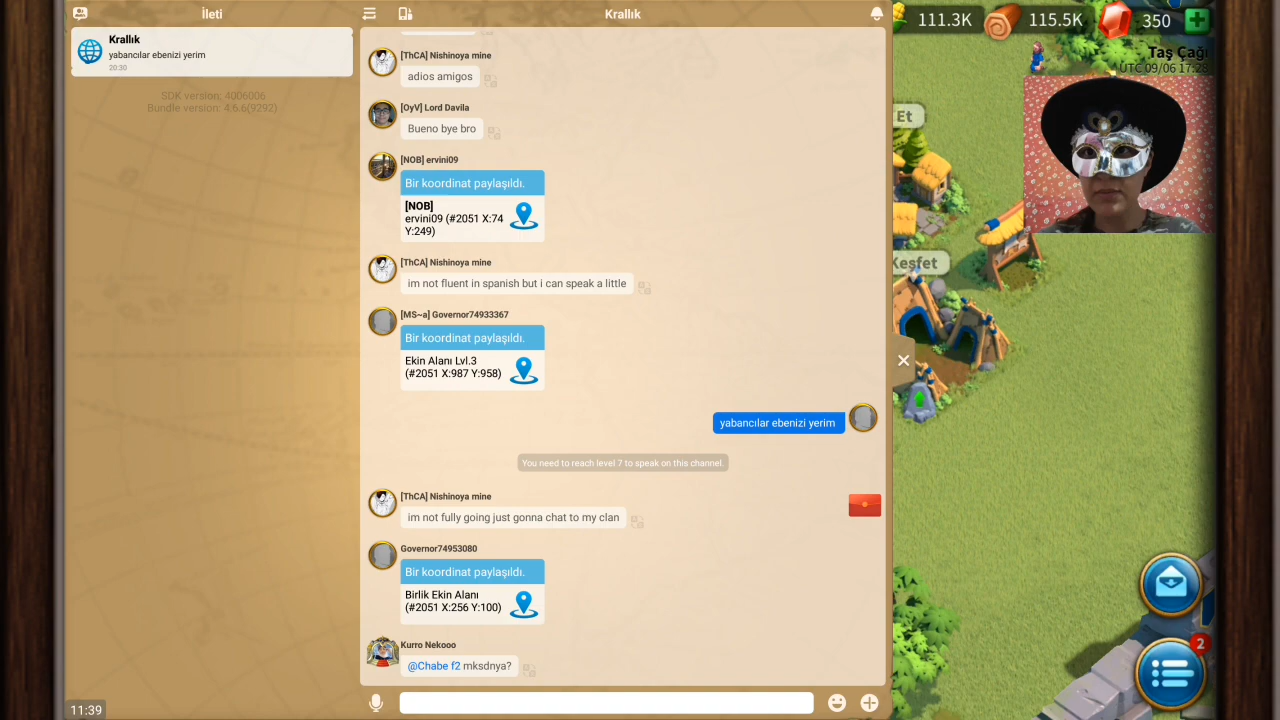 İleti
Krallık
yabancılar ebenizi yerim
20:30
SDK version: 4006006
Bundle version: 4.6.6(9292)
Krallık
[ThCA] Nishinoya mine
adios amigos
[OyV] Lord Davila
Bueno bye bro
[NOB] ervini09
Bir koordinat paylaşıldı.
[NOB]
ervini09 (#2051 X:74
Y:249)
[ThCA] Nishinoya mine
im not fluent in spanish but i can speak a little
[MS~a] Governor74933367
Bir koordinat paylaşıldı.
Ekin Alanı Lvl.3
(#2051 X:987 Y:958)
yabancılar ebenizi yerim
You need to reach level 7 to speak on this channel.
[ThCA] Nishinoya mine
im not fully going just gonna chat to my clan
Governor74953080
Bir koordinat paylaşıldı.
Birlik Ekin Alanı
(#2051 X:256 Y:100)
Kurro Nekooo
@Chabe f2 mksdnya?
11:39
111.3K
115.5K
350
Taş Çağı
UTC 09/06 17:28
Et
Keşfet
2